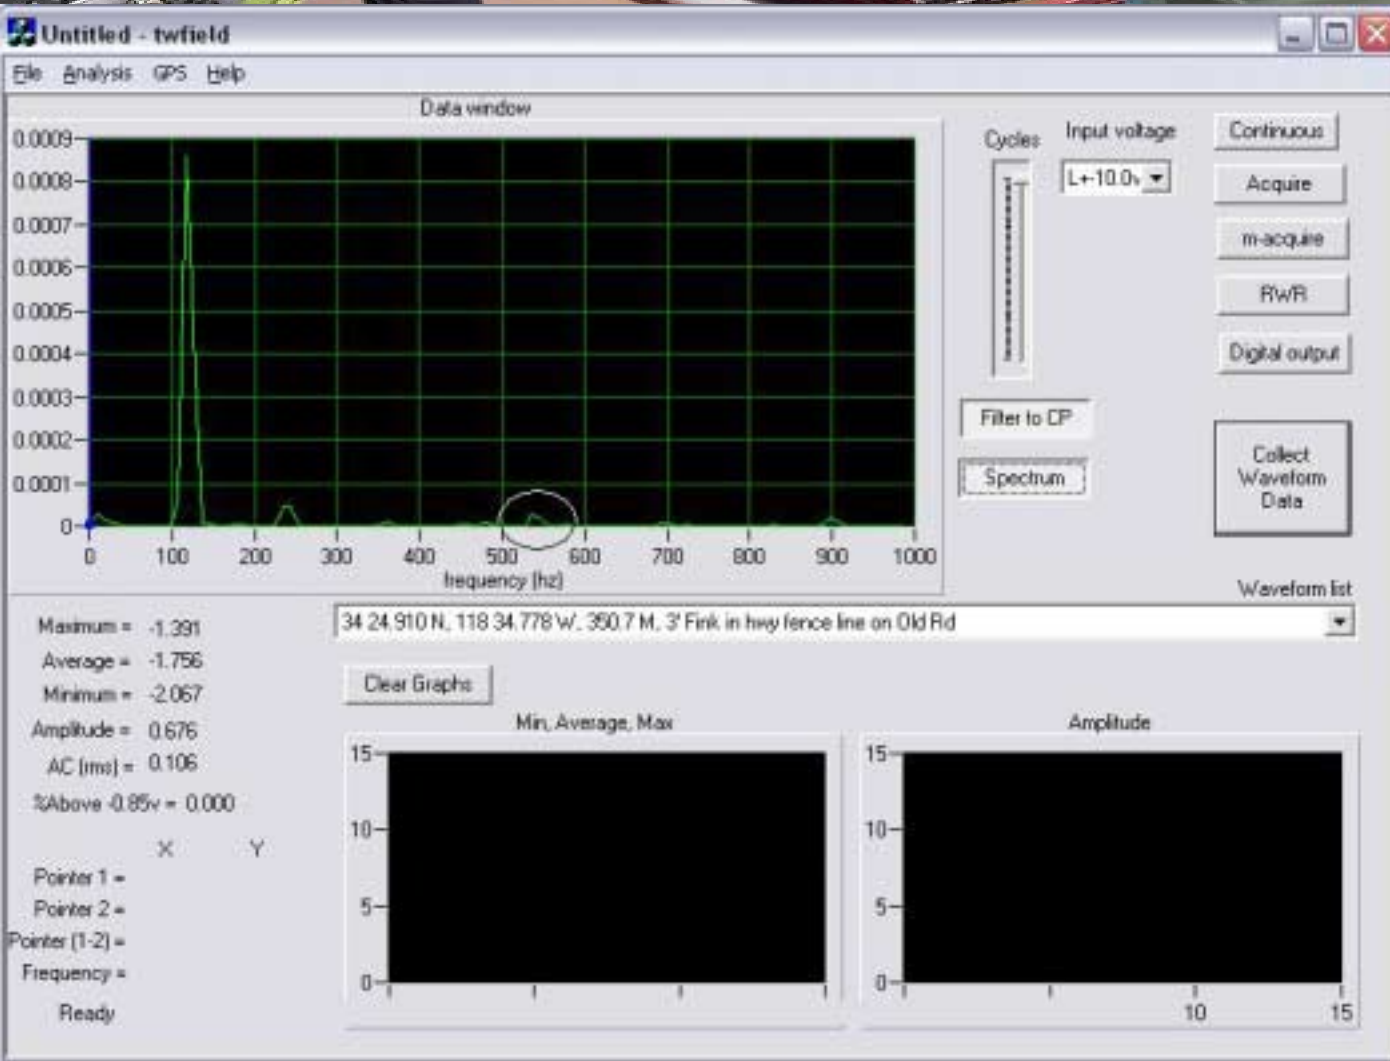 Untitled - twfield
File Analysis GPS Help
Data window
0.0009
0.0008
0.0007
0.0006
0.0005
0.0004
0.0003
0.0002
0.0001
0
0 100 200 300 400 500 600 700 800 900 1000
frequency (hz)
Cycles
Input voltage
L+-10.0v
Filter to CP
Spectrum
Continuous
Acquire
m-acquire
RWR
Digital output
Collect
Waveform
Data
Waveform list
34 24.910 N, 118 34.778 W, 350.7 M, 3' Fink in hwy fence line on Old Rd
Maximum = -1.391
Average = -1.756
Minimum = -2.067
Amplitude = 0.676
AC (rms) = 0.106
%Above -0.85v = 0.000
X Y
Pointer 1 =
Pointer 2 =
Pointer (1-2) =
Frequency =
Ready
Clear Graphs
Min, Average, Max
15
10
5
0
Amplitude
15
10
5
0
10 15